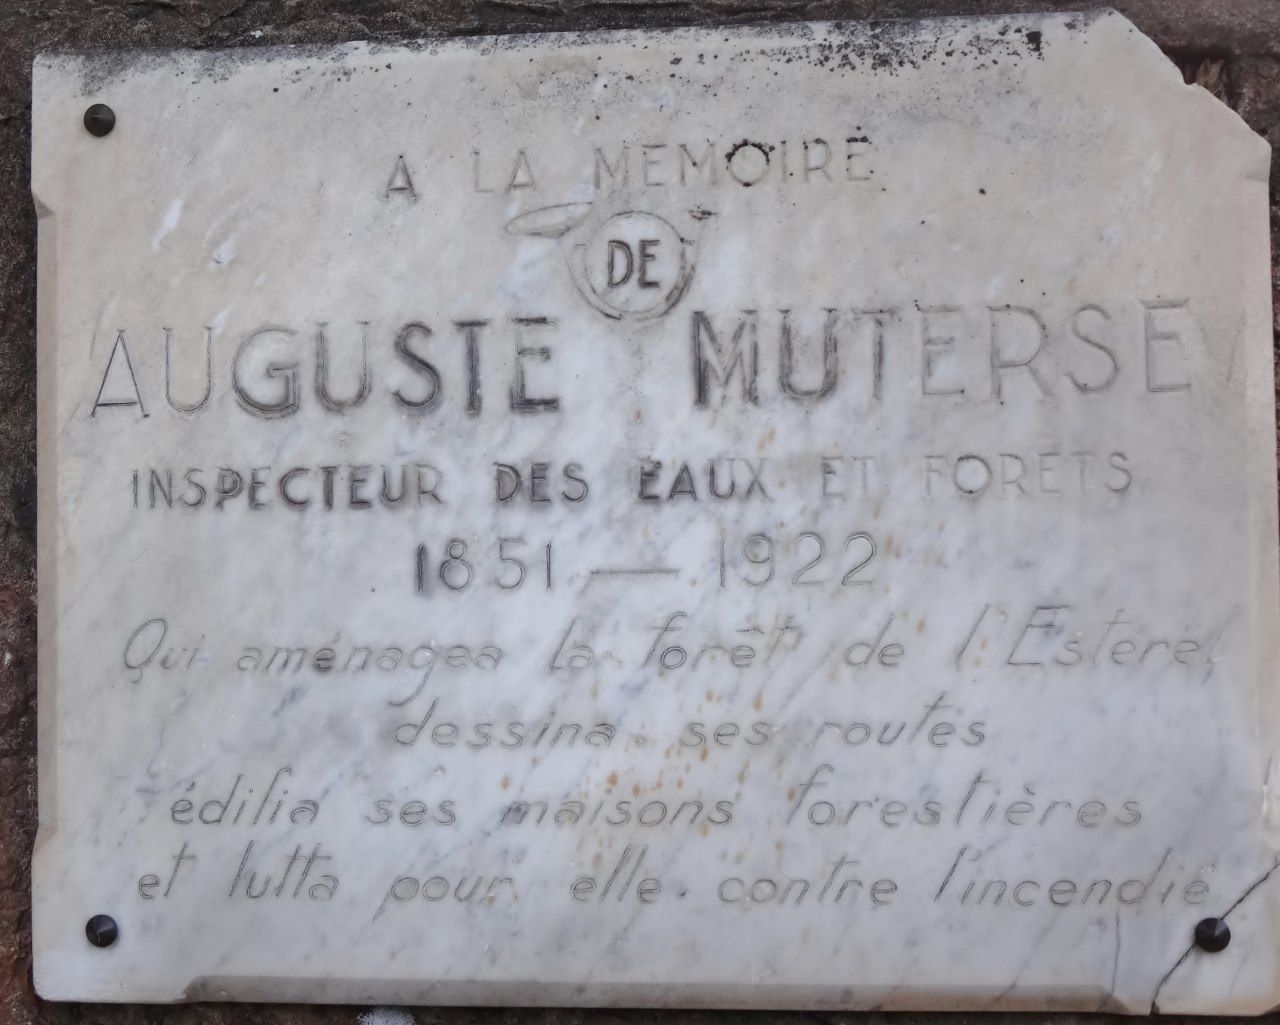 A LA MEMOIRE
DE
AUGUSTE MUTERSE
INSPECTEUR DES EAUX ET FORÊTS
1851 — 1922
Qui aménagea la forêt de l'Estérel
dessina ses routes
édifia ses maisons forestières
et lutta pour elle contre l'incendie